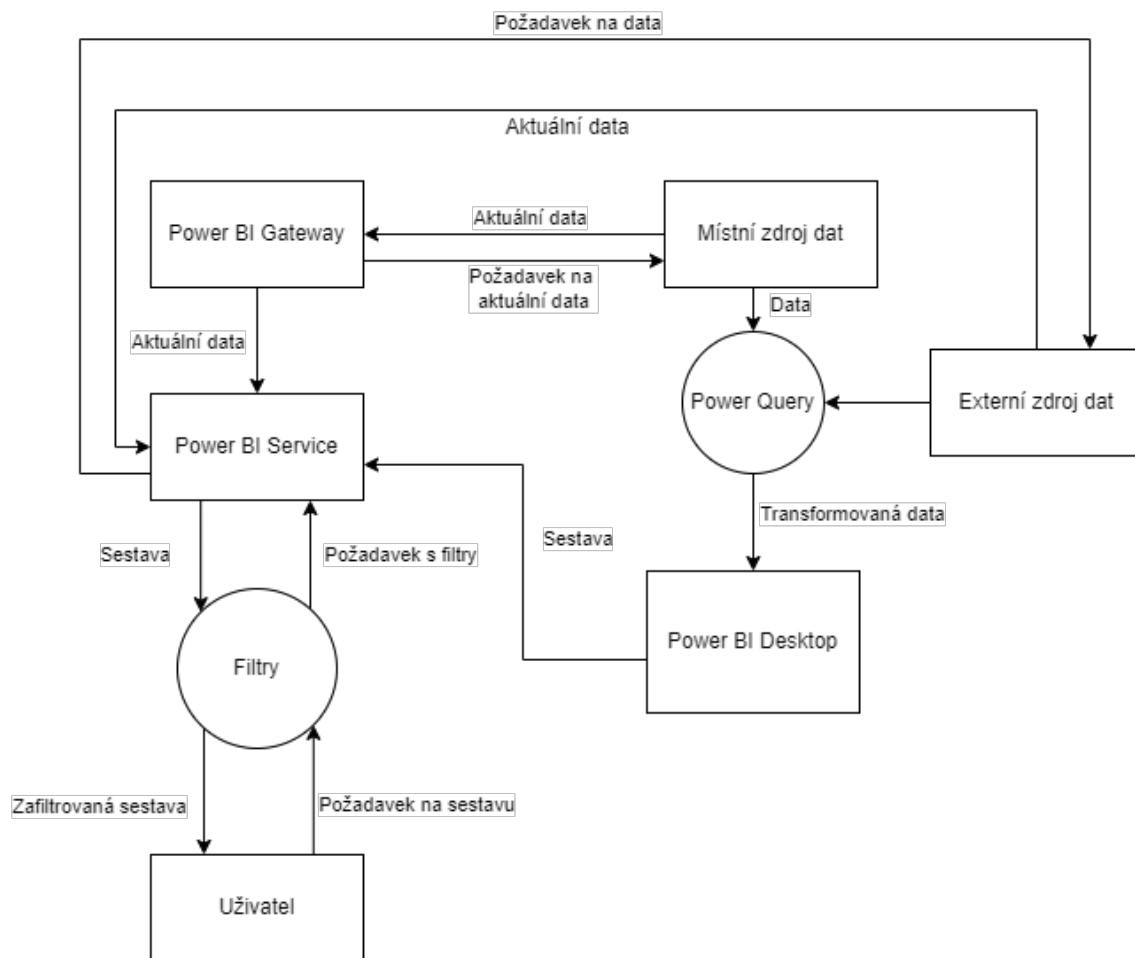 Požadavek na data
Aktuální data
Power BI Gateway
Aktuální data
Místní zdroj dat
Požadavek na
aktuální data
Data
Aktuální data
Power Query
Externí zdroj dat
Power BI Service
Transformovaná data
Sestava
Požadavek s filtry
Sestava
Power BI Desktop
Filtry
Zafiltrovaná sestava
Požadavek na sestavu
Uživatel